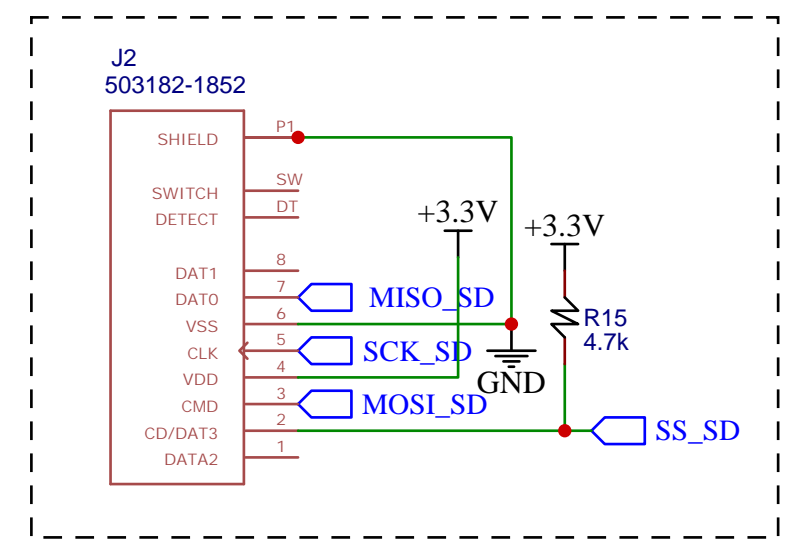 J2
503182-1852
SHIELD P1
SWITCH SW
DETECT DT
+3.3V
+3.3V
DAT1 8
DAT0 7 MISO_SD
VSS 6
R15
4.7k
CLK 5 SCK_SD
VDD 4
GND
CMD 3 MOSI_SD
CD/DAT3 2 SS_SD
DATA2 1